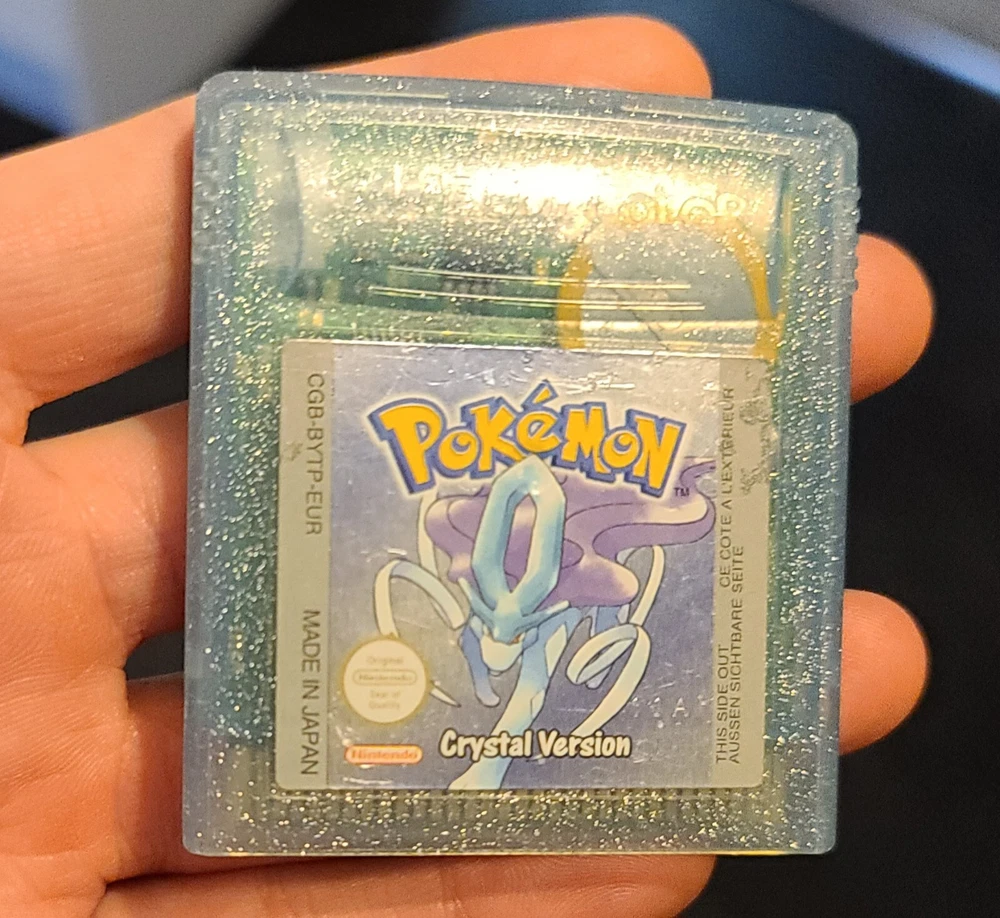 COLOR
POKéMON
TM
Crystal Version
Original
Nintendo
Seal of
Quality
Nintendo
CGB-BYTP-EUR
MADE IN JAPAN
THIS SIDE OUT
CE COTE A L'EXTERIEUR
AUSSEN SICHTBARE SEITE
A